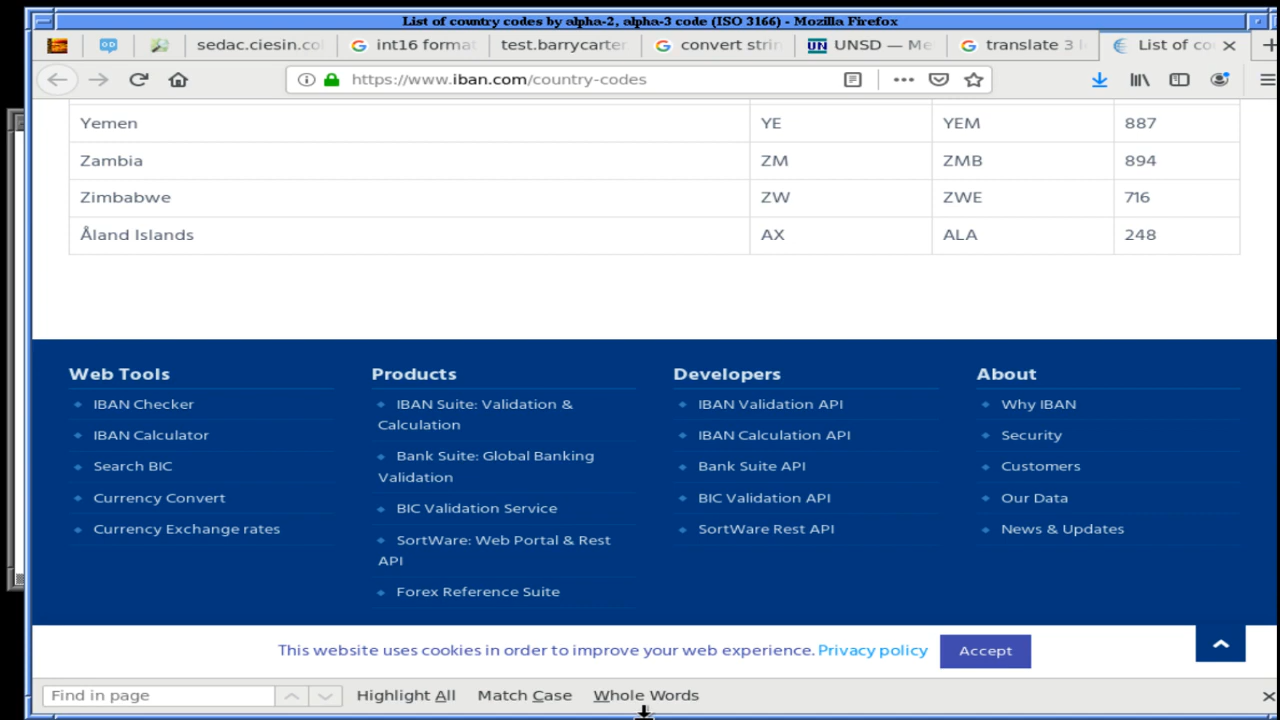 List of country codes by alpha-2, alpha-3 code (ISO 3166) - Mozilla Firefox
op sedac.ciesin.co int16 format test.barrycarter. convert strin UN UNSD — Me translate 3 l List of co
https://www.iban.com/country-codes
Yemen YE YEM 887
Zambia ZM ZMB 894
Zimbabwe ZW ZWE 716
Åland Islands AX ALA 248
Web Tools
IBAN Checker
IBAN Calculator
Search BIC
Currency Convert
Currency Exchange rates
Products
IBAN Suite: Validation &
Calculation
Bank Suite: Global Banking
Validation
BIC Validation Service
SortWare: Web Portal & Rest
API
Forex Reference Suite
Developers
IBAN Validation API
IBAN Calculation API
Bank Suite API
BIC Validation API
SortWare Rest API
About
Why IBAN
Security
Customers
Our Data
News & Updates
This website uses cookies in order to improve your web experience. Privacy policy Accept
Find in page Highlight All Match Case Whole Words